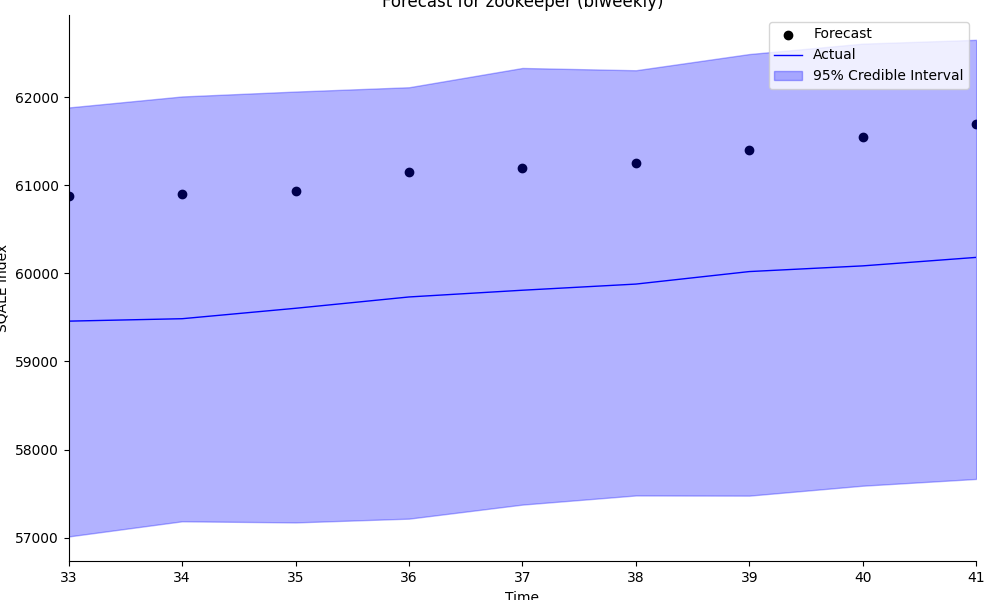 Forecast for zookeeper (biweekly)
Forecast
Actual
95% Credible Interval
62000
61000
60000
59000
58000
57000
SQALE Index
33 34 35 36 37 38 39 40 41
Time